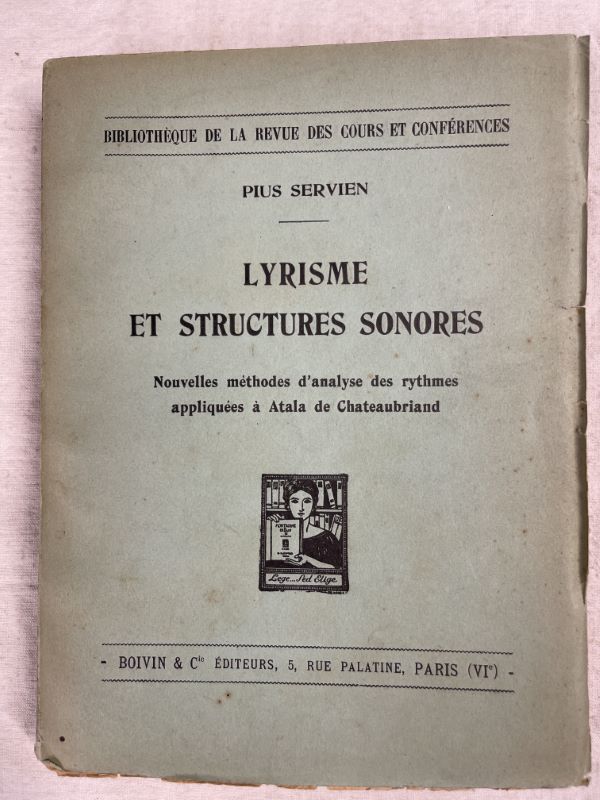 BIBLIOTHÈQUE DE LA REVUE DES COURS ET CONFÉRENCES
PIUS SERVIEN
LYRISME
ET STRUCTURES SONORES
Nouvelles méthodes d'analyse des rythmes
appliquées à Atala de Chateaubriand
Lege... Sed Elige
- BOIVIN & Cie ÉDITEURS, 5, RUE PALATINE, PARIS (VIe) -